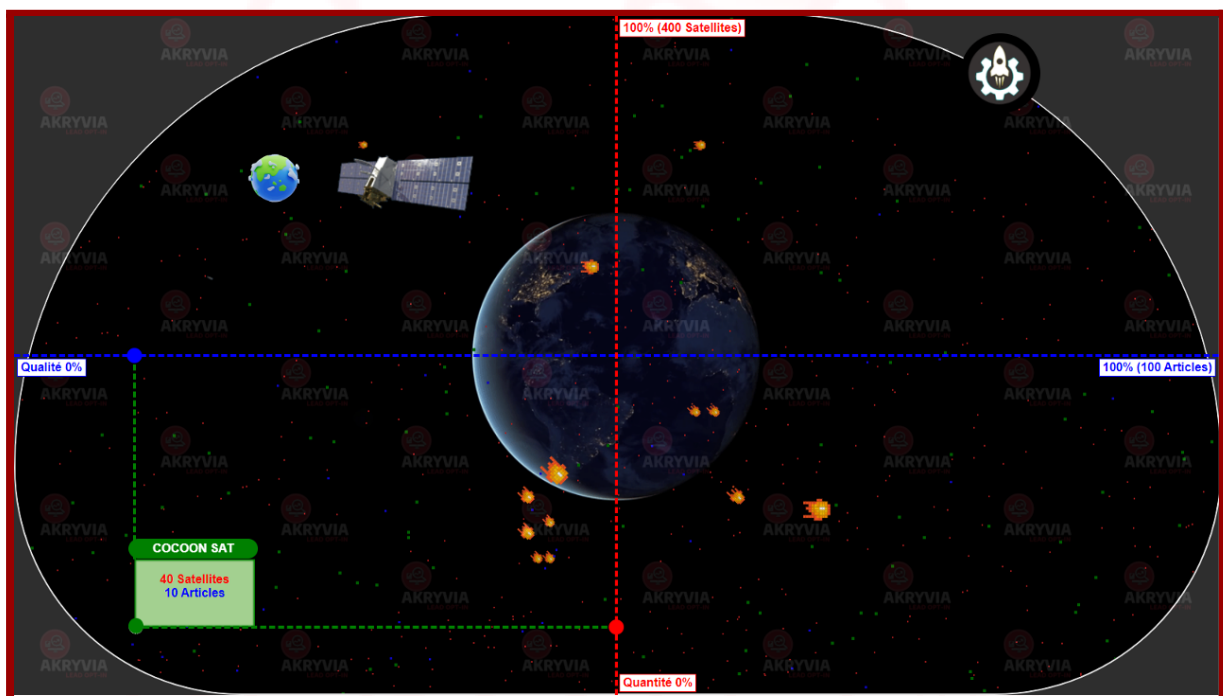 100% (400 Satellites)
AKRYVIA
Qualité 0%
100% (100 Articles)
COCOON SAT
40 Satellites
10 Articles
Quantité 0%